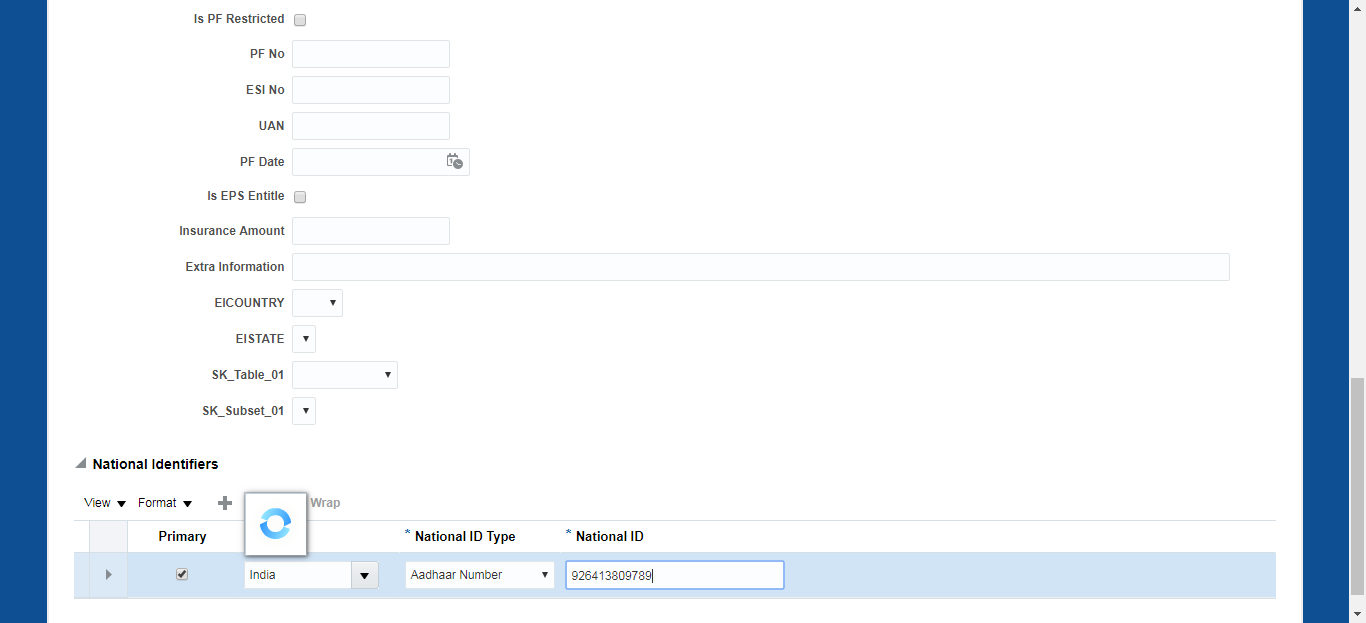 Is PF Restricted
PF No
ESI No
UAN
PF Date
Is EPS Entitle
Insurance Amount
Extra Information
EICOUNTRY
EISTATE
SK_Table_01
SK_Subset_01
National Identifiers
View Format Wrap
Primary * National ID Type * National ID
India Aadhaar Number 926413809789